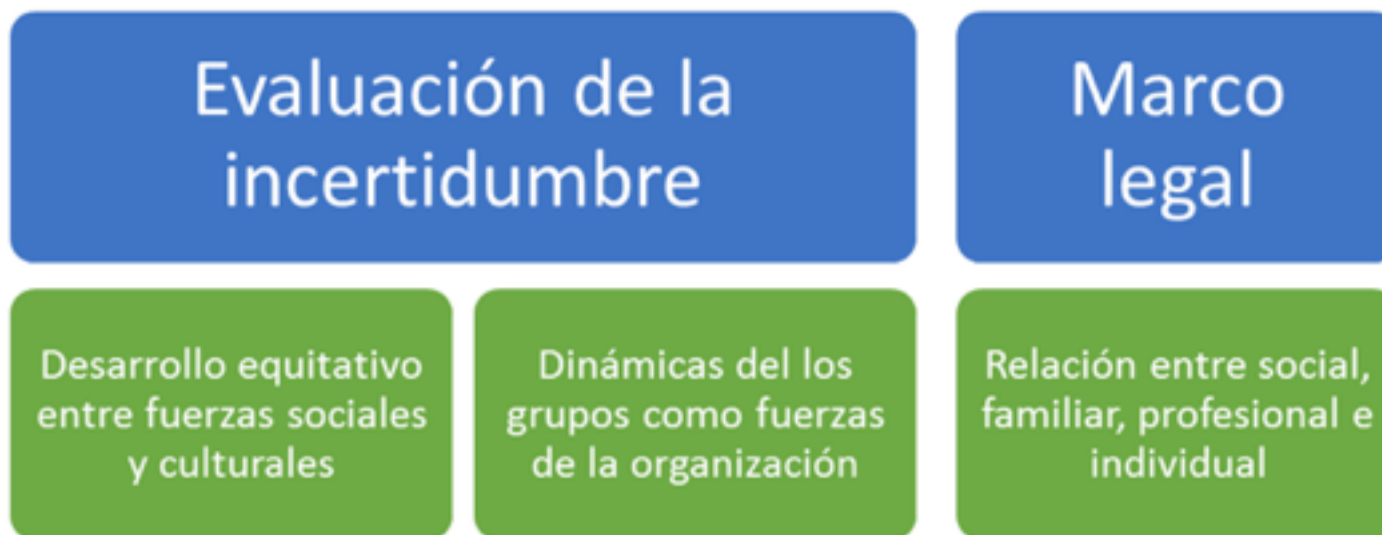 Evaluación de la
incertidumbre
Marco
legal
Desarrollo equitativo
entre fuerzas sociales
y culturales
Dinámicas del los
grupos como fuerzas
de la organización
Relación entre social,
familiar, profesional e
individual